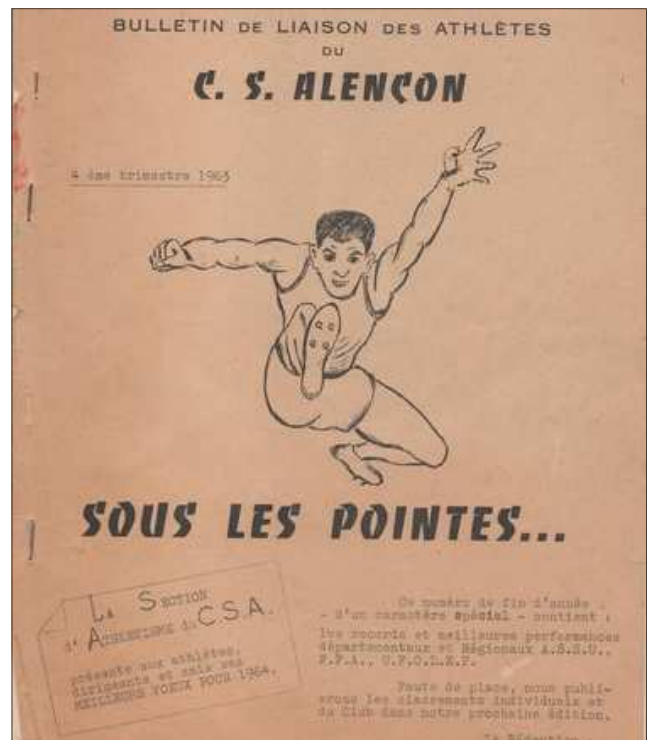 BULLETIN DE LIAISON DES ATHLÈTES
DU
C. S. ALENÇON
4 ème trimestre 1963
SOUS LES POINTES...
La SECTION
d'ATHLETISME du C.S.A.
présente aux athlètes,
dirigeants et amis ses
MEILLEURS VOEUX POUR 1964.
Ce numéro de fin d'année
- d'un caractère spécial - contient :
les records et meilleures performances
départementaux et Régionaux A.S.S.U.,
F.F.A., U.F.O.L.E.P.
Faute de place, nous publi-
erons les classements individuels et
du Club dans notre prochaine édition.
La Rédaction